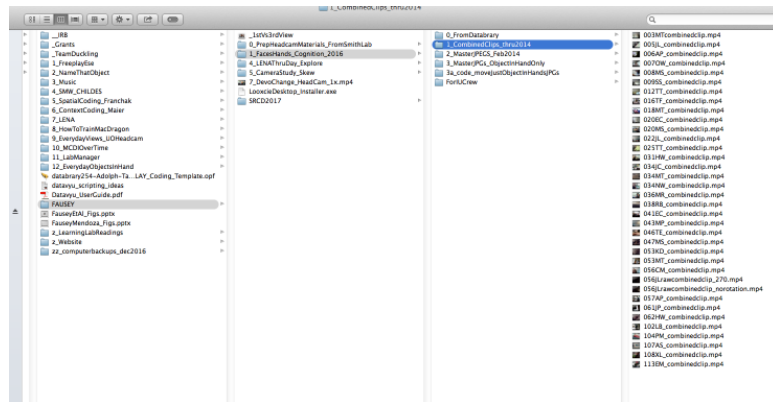 1_CombinedClips_thru2014
_IRB
_Grants
_TeamDuckling
1_FreeplayEse
2_NameThatObject
3_Music
4_SMW_CHILDES
5_SpatialCoding_Franchak
6_ContextCoding_Maier
7_LENA
8_HowToTrainMacDragon
9_EverydayViews_UOHeadcam
10_MCDIOverTime
11_LabManager
12_EverydayObjectsInHand
databrary254-Adolph-Ta...LAY_Coding_Template.opf
datavyu_scripting_ideas
Datavyu_UserGuide.pdf
FAUSEY
FauseyEtAl_Figs.pptx
FauseyMendoza_Figs.pptx
z_LearningLabReadings
z_Website
zz_computerbackups_dec2016
_1stVs3rdView
0_PrepHeadcamMaterials_FromSmithLab
1_FacesHands_Cognition_2016
4_LENAThruDay_Explore
5_CameraStudy_Skew
7_DevoChange_HeadCam_1x.mp4
LooxcieDesktop_Installer.exe
SRCD2017
0_FromDatabrary
1_CombinedClips_thru2014
2_MasterJPEGS_Feb2014
3_MasterJPGs_ObjectInHandOnly
3a_code_moveJustObjectInHandsJPGs
ForIUCrew
003MTcombinedclip.mp4
005JL_combinedclip.mp4
006AP_combinedclip.mp4
007OW_combinedclip.mp4
008MS_combinedclip.mp4
009SS_combinedclip.mp4
012TT_combinedclip.mp4
016TF_combinedclip.mp4
018MT_combinedclip.mp4
020EC_combinedclip.mp4
020MS_combinedclip.mp4
022JL_combinedclip.mp4
025TT_combinedclip.mp4
031HW_combinedclip.mp4
034JC_combinedclip.mp4
034MT_combinedclip.mp4
034NW_combinedclip.mp4
036MR_combinedclip.mp4
038RB_combinedclip.mp4
041EC_combinedclip.mp4
043MP_combinedclip.mp4
046TE_combinedclip.mp4
047MS_combinedclip.mp4
053KD_combinedclip.mp4
053MT_combinedclip.mp4
056CM_combinedclip.mp4
056JLrawcombinedclip_270.mp4
056JLrawcombinedclip_norotation.mp4
057AP_combinedclip.mp4
061JP_combinedclip.mp4
062HW_combinedclip.mp4
102LB_combinedclip.mp4
104PM_combinedclip.mp4
107AS_combinedclip.mp4
108XL_combinedclip.mp4
113EM_combinedclip.mp4